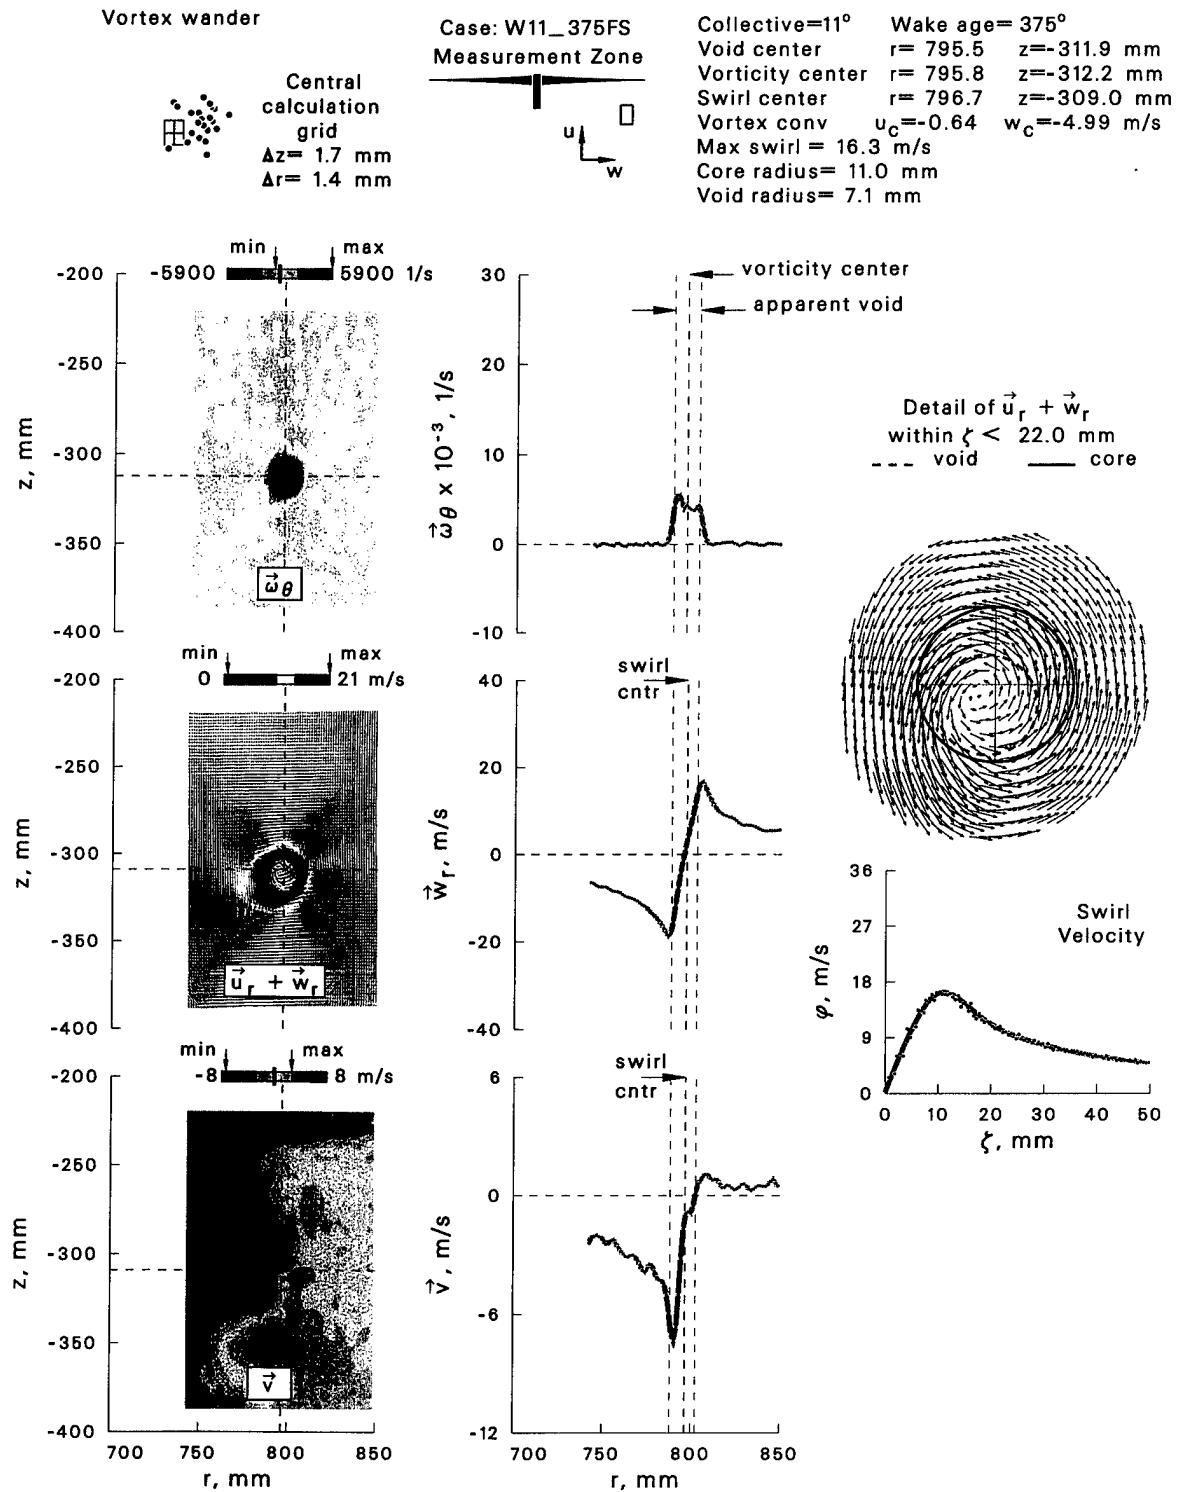 Vortex wander
Central
calculation
grid
Δz= 1.7 mm
Δr= 1.4 mm
Case: W11_375FS
Measurement Zone
u
w
Collective=11° Wake age= 375°
Void center r= 795.5 z=-311.9 mm
Vorticity center r= 795.8 z=-312.2 mm
Swirl center r= 796.7 z=-309.0 mm
Vortex conv u_c=-0.64 w_c=-4.99 m/s
Max swirl = 16.3 m/s
Core radius= 11.0 mm
Void radius= 7.1 mm
min max
-5900 5900 1/s
-200
-250
-300
-350
-400
z, mm
ω⃗θ
30
20
10
0
-10
ω⃗θ x 10⁻³, 1/s
vorticity center
apparent void
min max
0 21 m/s
-200
-250
-300
-350
-400
z, mm
u⃗r + w⃗r
swirl
cntr
40
20
0
-20
-40
w⃗r, m/s
Detail of u⃗r + w⃗r
within ζ < 22.0 mm
void core
36
27
18
9
0
φ, m/s
Swirl
Velocity
0 10 20 30 40 50
ζ, mm
min max
-8 8 m/s
-200
-250
-300
-350
-400
z, mm
v⃗
700 750 800 850
r, mm
swirl
cntr
6
0
-6
-12
v⃗, m/s
700 750 800 850
r, mm